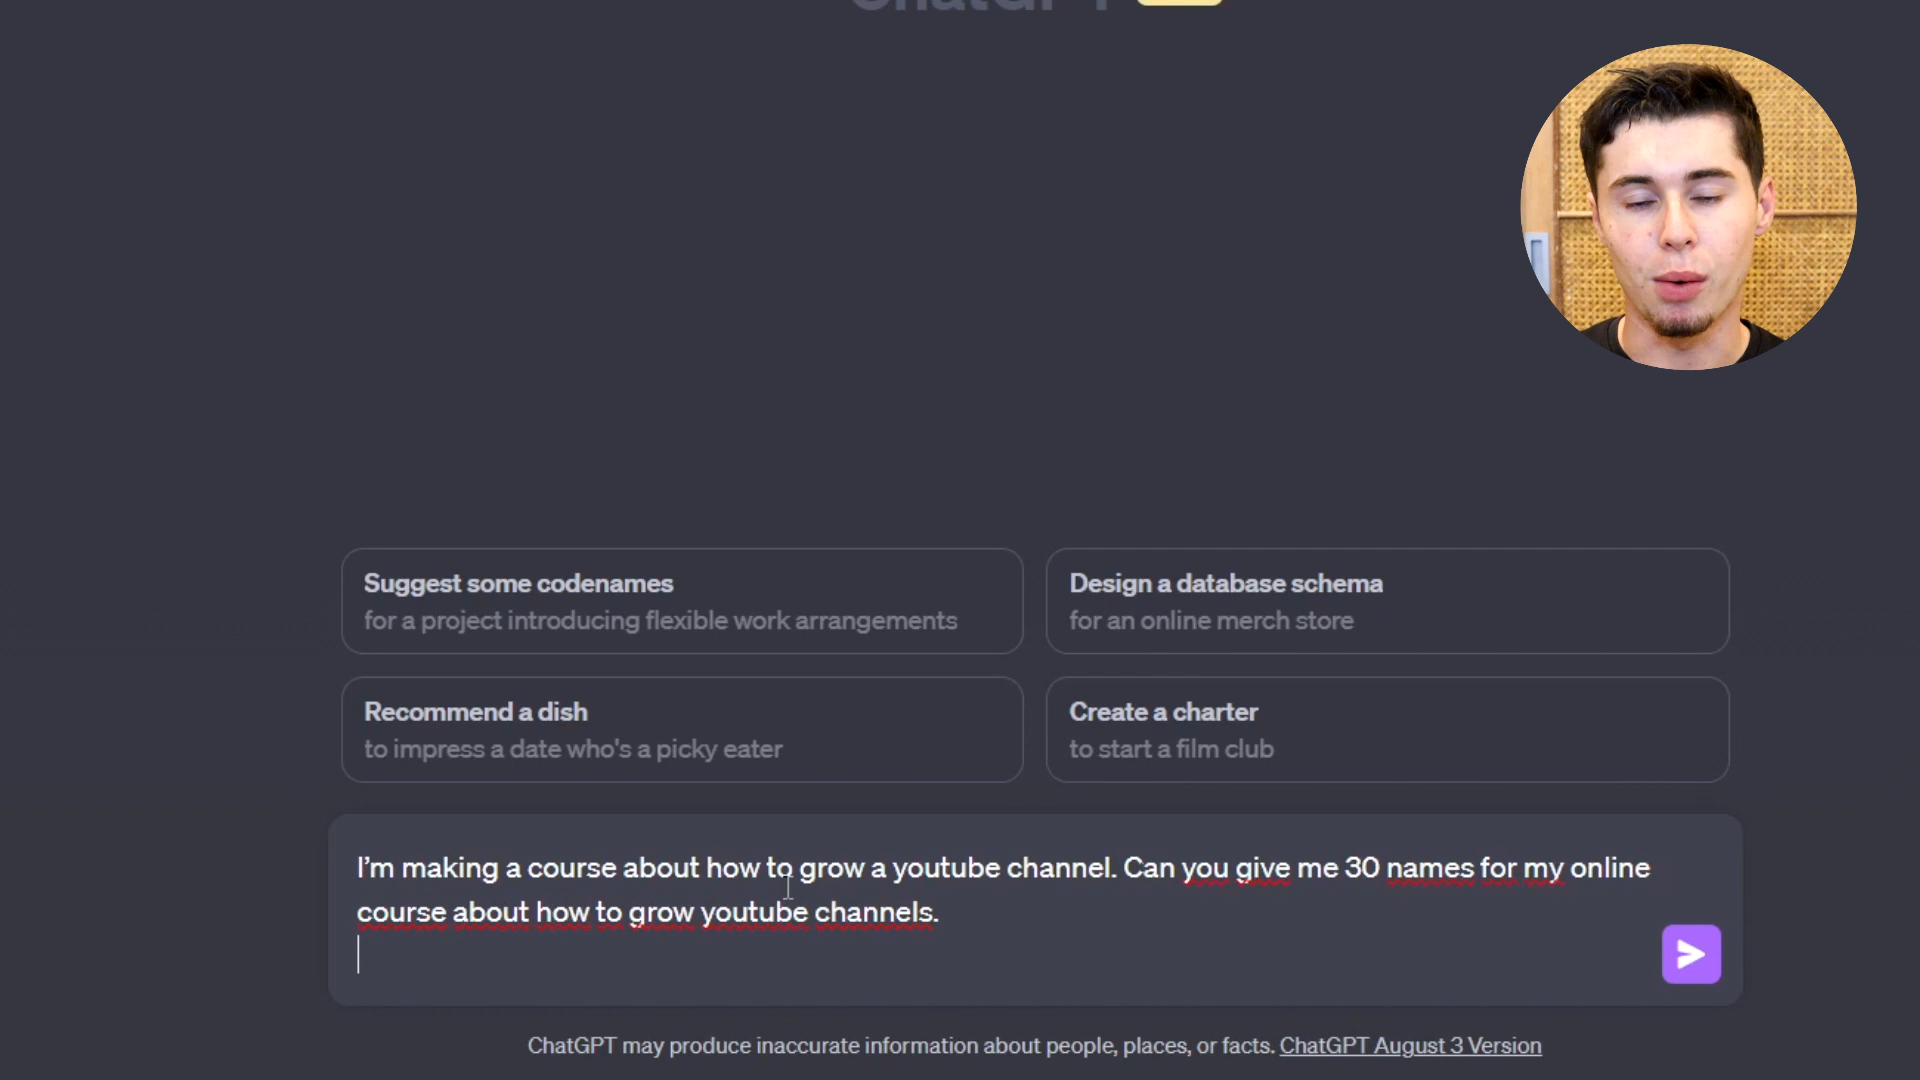 Suggest some codenames
for a project introducing flexible work arrangements
Design a database schema
for an online merch store
Recommend a dish
to impress a date who's a picky eater
Create a charter
to start a film club
I'm making a course about how to grow a youtube channel. Can you give me 30 names for my online
course about how to grow youtube channels.
ChatGPT may produce inaccurate information about people, places, or facts. ChatGPT August 3 Version